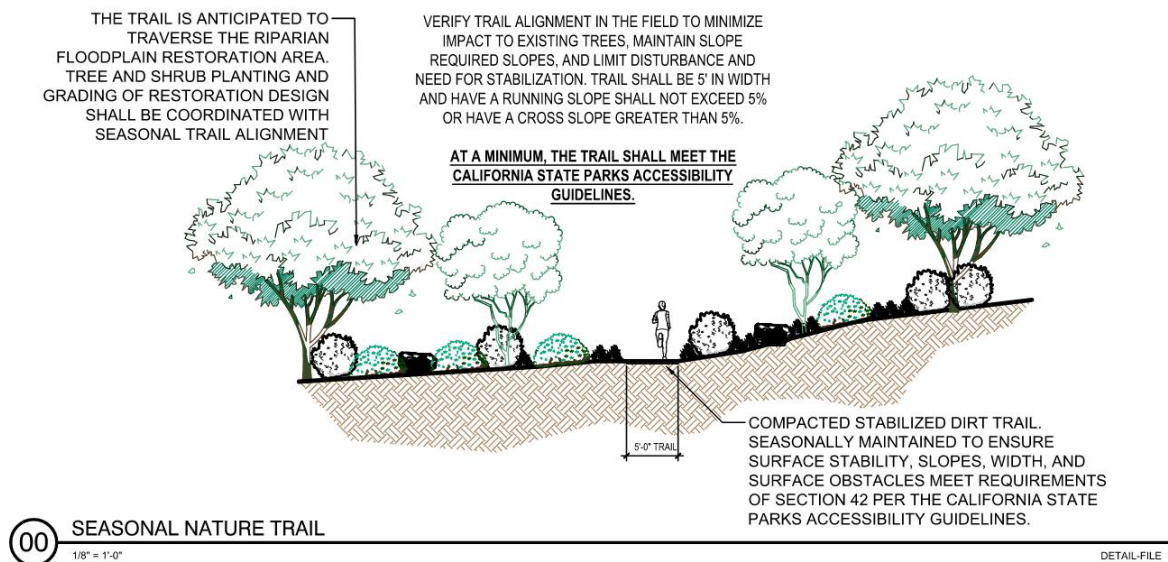 THE TRAIL IS ANTICIPATED TO
TRAVERSE THE RIPARIAN
FLOODPLAIN RESTORATION AREA.
TREE AND SHRUB PLANTING AND
GRADING OF RESTORATION DESIGN
SHALL BE COORDINATED WITH
SEASONAL TRAIL ALIGNMENT
VERIFY TRAIL ALIGNMENT IN THE FIELD TO MINIMIZE
IMPACT TO EXISTING TREES, MAINTAIN SLOPE
REQUIRED SLOPES, AND LIMIT DISTURBANCE AND
NEED FOR STABILIZATION. TRAIL SHALL BE 5' IN WIDTH
AND HAVE A RUNNING SLOPE SHALL NOT EXCEED 5%
OR HAVE A CROSS SLOPE GREATER THAN 5%.
AT A MINIMUM, THE TRAIL SHALL MEET THE
CALIFORNIA STATE PARKS ACCESSIBILITY
GUIDELINES.
5'-0" TRAIL
COMPACTED STABILIZED DIRT TRAIL.
SEASONALLY MAINTAINED TO ENSURE
SURFACE STABILITY, SLOPES, WIDTH, AND
SURFACE OBSTACLES MEET REQUIREMENTS
OF SECTION 42 PER THE CALIFORNIA STATE
PARKS ACCESSIBILITY GUIDELINES.
00 SEASONAL NATURE TRAIL
1/8" = 1'-0"
DETAIL-FILE